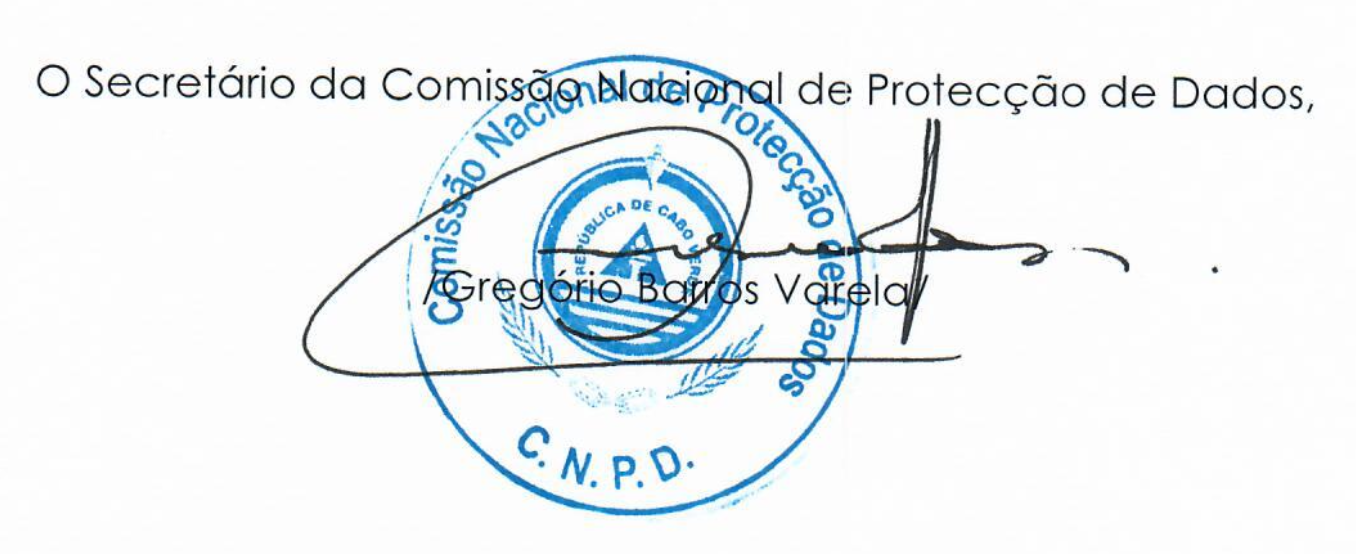 O Secretário da Comissão Nacional de Protecção de Dados,
Comissão Nacional de Protecção de Dados
REPÚBLICA DE CABO VERDE
/Gregório Barros Varela/
C. N. P. D.